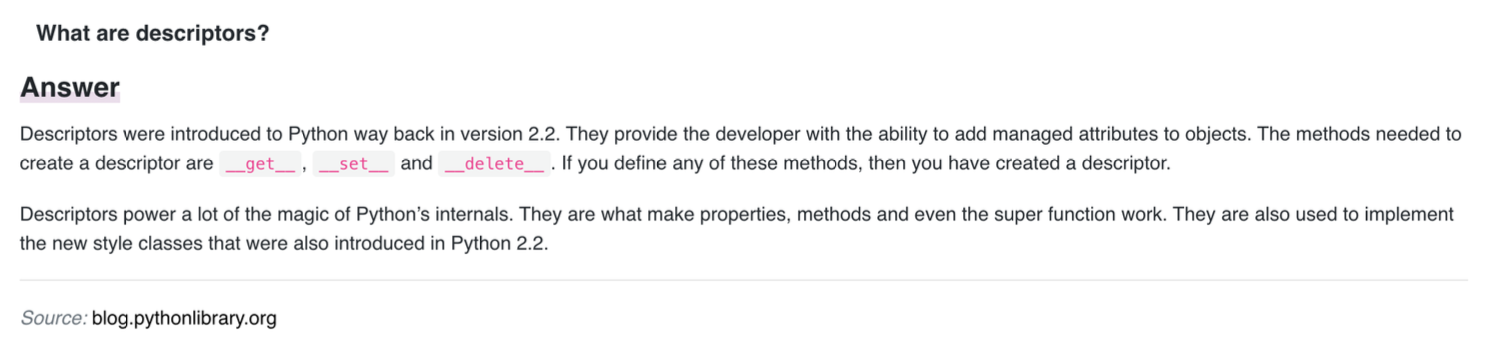 What are descriptors?
Answer
Descriptors were introduced to Python way back in version 2.2. They provide the developer with the ability to add managed attributes to objects. The methods needed to
create a descriptor are __get__ , __set__ and __delete__ . If you define any of these methods, then you have created a descriptor.
Descriptors power a lot of the magic of Python’s internals. They are what make properties, methods and even the super function work. They are also used to implement
the new style classes that were also introduced in Python 2.2.
Source: blog.pythonlibrary.org